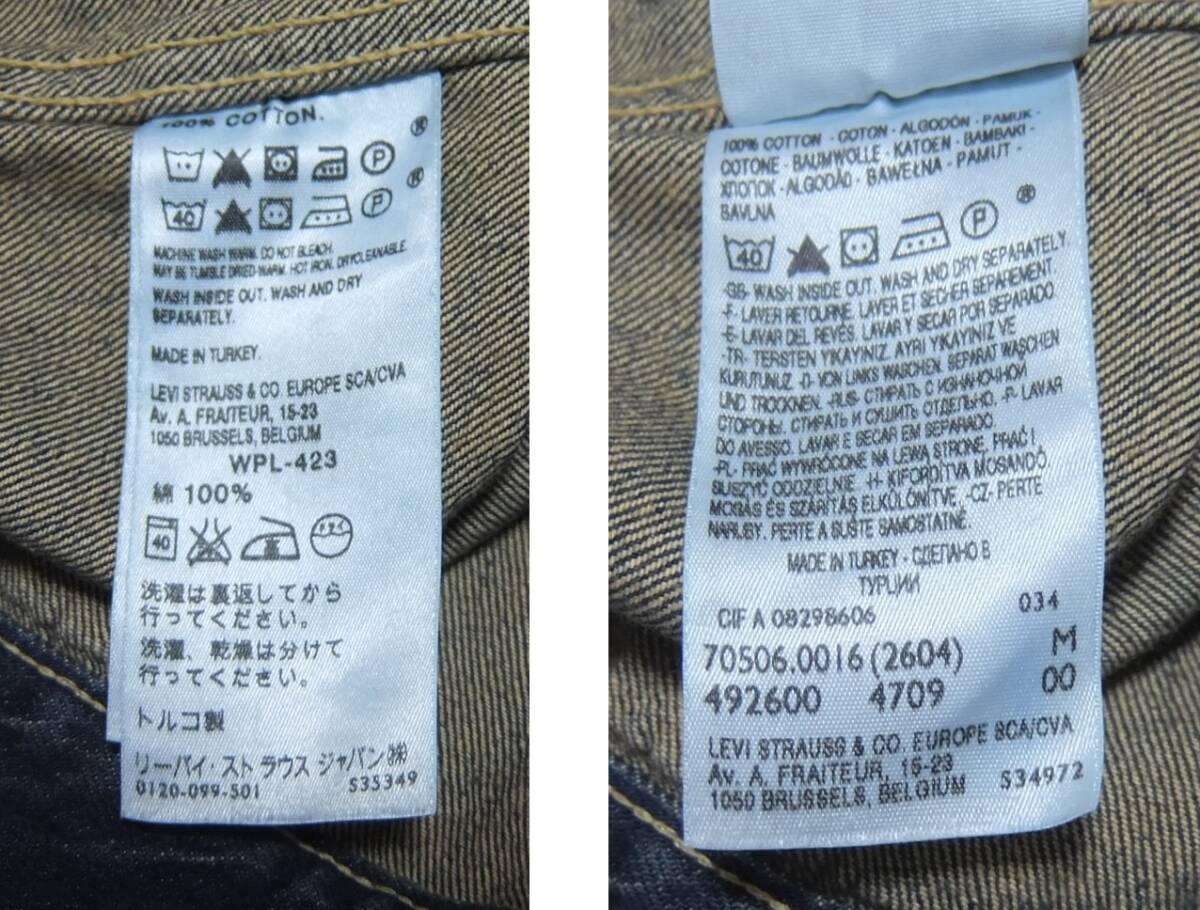 100% COTTON.
®
P
®
40
P
MACHINE WASH WARM. DO NOT BLEACH.
MAY BE TUMBLE DRIED-WARM. HOT IRON. DRYCLEANABLE.
WASH INSIDE OUT. WASH AND DRY
SEPARATELY.
MADE IN TURKEY.
LEVI STRAUSS & CO. EUROPE SCA/CVA
Av. A. FRAITEUR, 15-23
1050 BRUSSELS, BELGIUM
WPL-423
綿 100%
40
洗濯は裏返してから
行ってください。
洗濯、乾燥は分けて
行ってください。
トルコ製
リーバイ・ストラウス ジャパン㈱
0120-099-501 S35349
100% COTTON - COTON - ALGODÓN - PAMUK -
COTONE - BAUMWOLLE - KATOEN - BAMBAKI -
ХЛОПОК - ALGODÃO - BAWEŁNA - PAMUT -
BAVLNA
®
40 P
-GB- WASH INSIDE OUT. WASH AND DRY SEPARATELY.
-F- LAVER RETOURNE. LAVER ET SECHER SEPAREMENT.
-E- LAVAR DEL REVÉS. LAVAR Y SECAR POR SEPARADO.
-TR- TERSTEN YIKAYINIZ. AYRI YIKAYINIZ VE
KURUTUNUZ. -D- VON LINKS WASCHEN. SEPARAT WASCHEN
UND TROCKNEN. -RUS- СТИРАТЬ С ИЗНАНОЧНОЙ
СТОРОНЫ. СТИРАТЬ И СУШИТЬ ОТДЕЛЬНО. -P- LAVAR
DO AVESSO. LAVAR E SECAR EM SEPARADO.
-PL- PRAĆ WYWRÓCONE NA LEWA STRONE. PRAĆ I
SUSZYĆ ODDZIELNIE. -H- KIFORDÍTVA MOSANDÓ.
MOSÁS ÉS SZÁRÍTÁS ELKÜLÖNÍTVE. -CZ- PERTE
NARUBY. PERTE A SUŠTE SAMOSTATNĚ.
MADE IN TURKEY - СДЕЛАНО В
ТУРЦИИ
CIF A 08298606 034
70506.0016 (2604) M
492600 4709 00
LEVI STRAUSS & CO. EUROPE SCA/CVA
Av. A. FRAITEUR, 15-23
1050 BRUSSELS, BELGIUM S34972